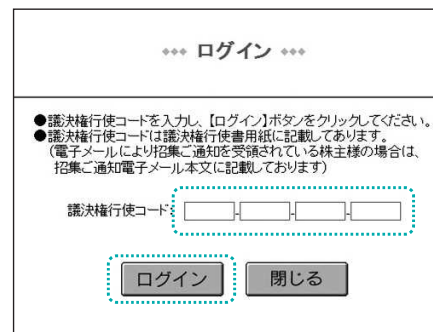 ◆◆◆ ログイン ◆◆◆
●議決権行使コードを入力し、【ログイン】ボタンをクリックしてください。
●議決権行使コードは議決権行使書用紙に記載してあります。
(電子メールにより招集ご通知を受領されている株主様の場合は、
招集ご通知電子メール本文に記載しております)
議決権行使コード: - - -
ログイン 閉じる